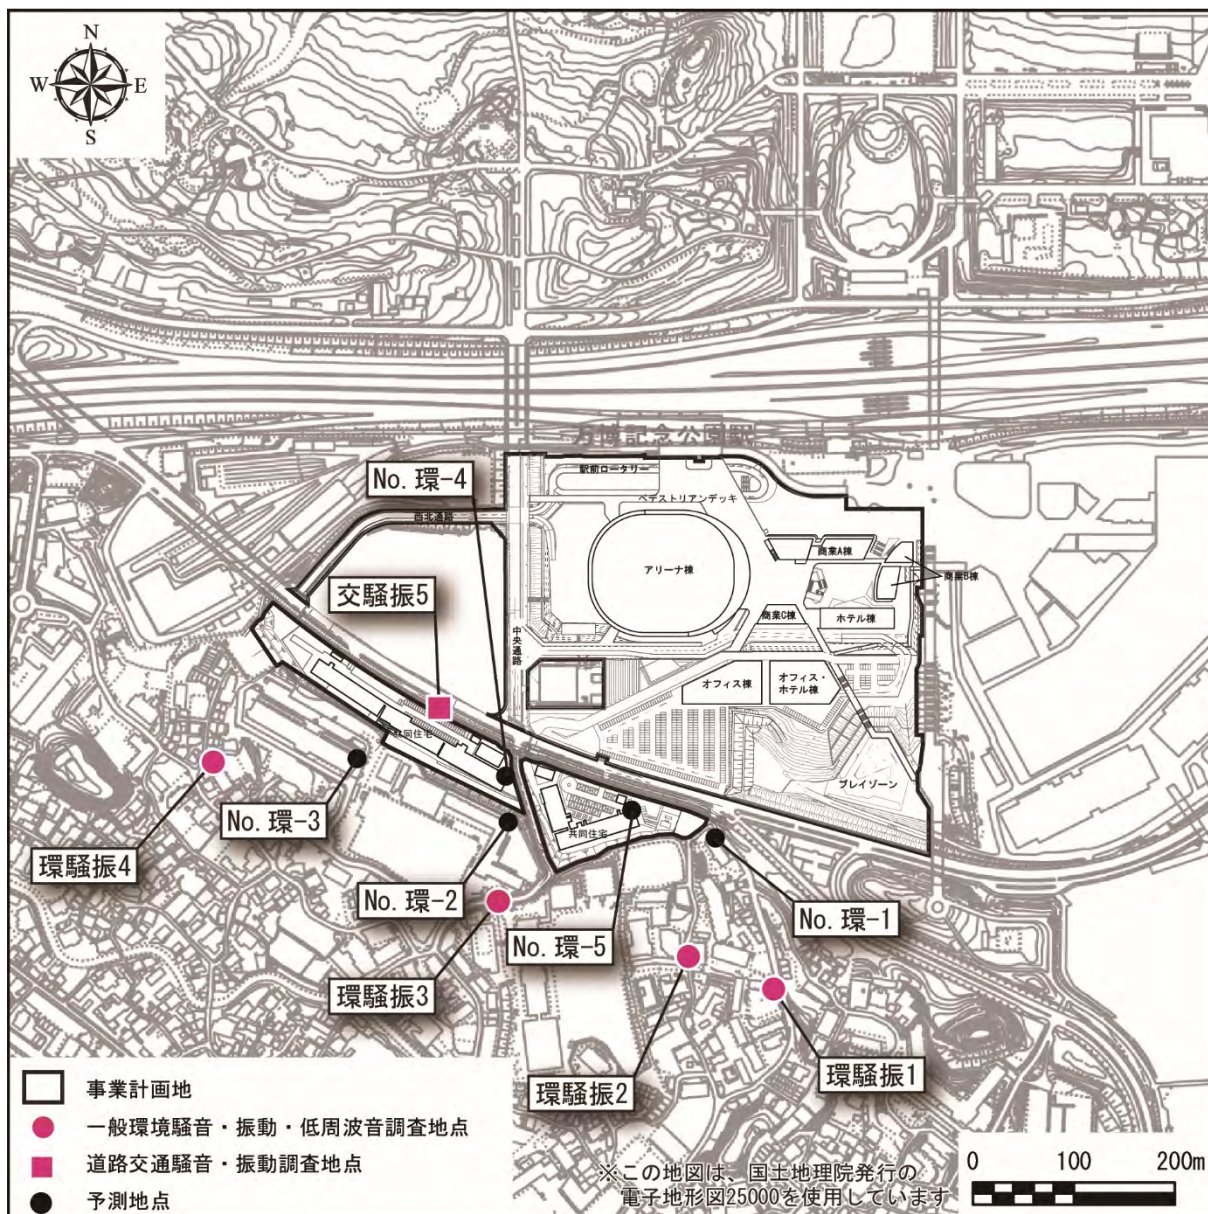 N
W E
S
万博記念公園駅
駅前ロータリー
ペデストリアンデッキ
No. 環-4
西北通路
商業A棟
アリーナ棟
商業B棟
交騒振5
商業C棟
ホテル棟
中央通路
オフィス棟
オフィス・
ホテル棟
共同住宅
プレイゾーン
No. 環-3
共同住宅
環騒振4
No. 環-2
No. 環-1
No. 環-5
環騒振3
環騒振2
環騒振1
事業計画地
一般環境騒音・振動・低周波音調査地点
道路交通騒音・振動調査地点
予測地点
※この地図は、国土地理院発行の
電子地形図25000を使用しています
0 100 200m